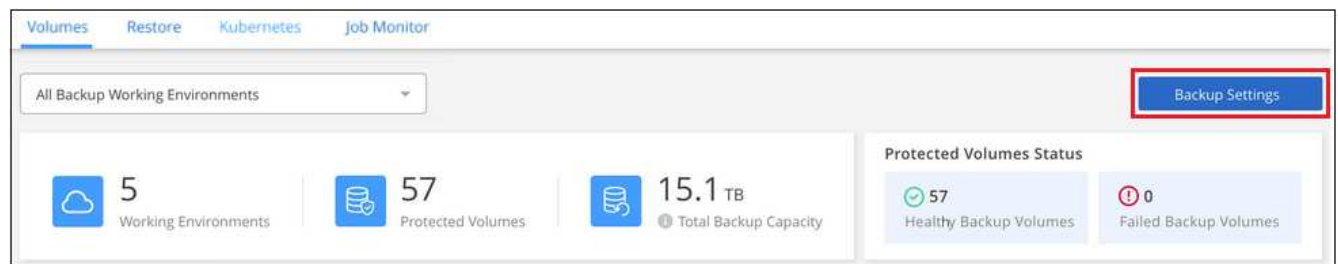 Volumes Restore Kubernetes Job Monitor
All Backup Working Environments
Backup Settings
5
Working Environments
57
Protected Volumes
15.1 TB
Total Backup Capacity
Protected Volumes Status
57
Healthy Backup Volumes
0
Failed Backup Volumes